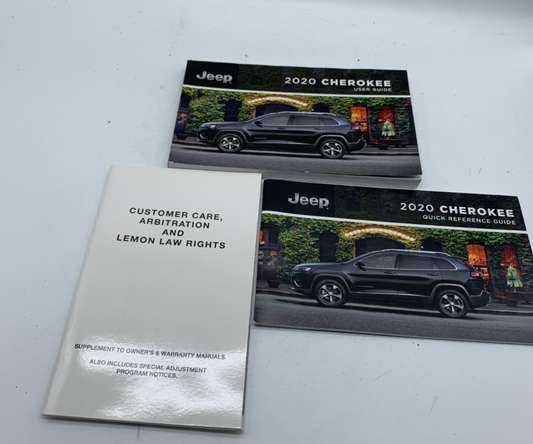 Jeep
2020 CHEROKEE
USER GUIDE
Jeep
2020 CHEROKEE
QUICK REFERENCE GUIDE
CUSTOMER CARE,
ARBITRATION
AND
LEMON LAW RIGHTS
SUPPLEMENT TO OWNER'S & WARRANTY MANUALS.
ALSO INCLUDES SPECIAL ADJUSTMENT
PROGRAM NOTICES.